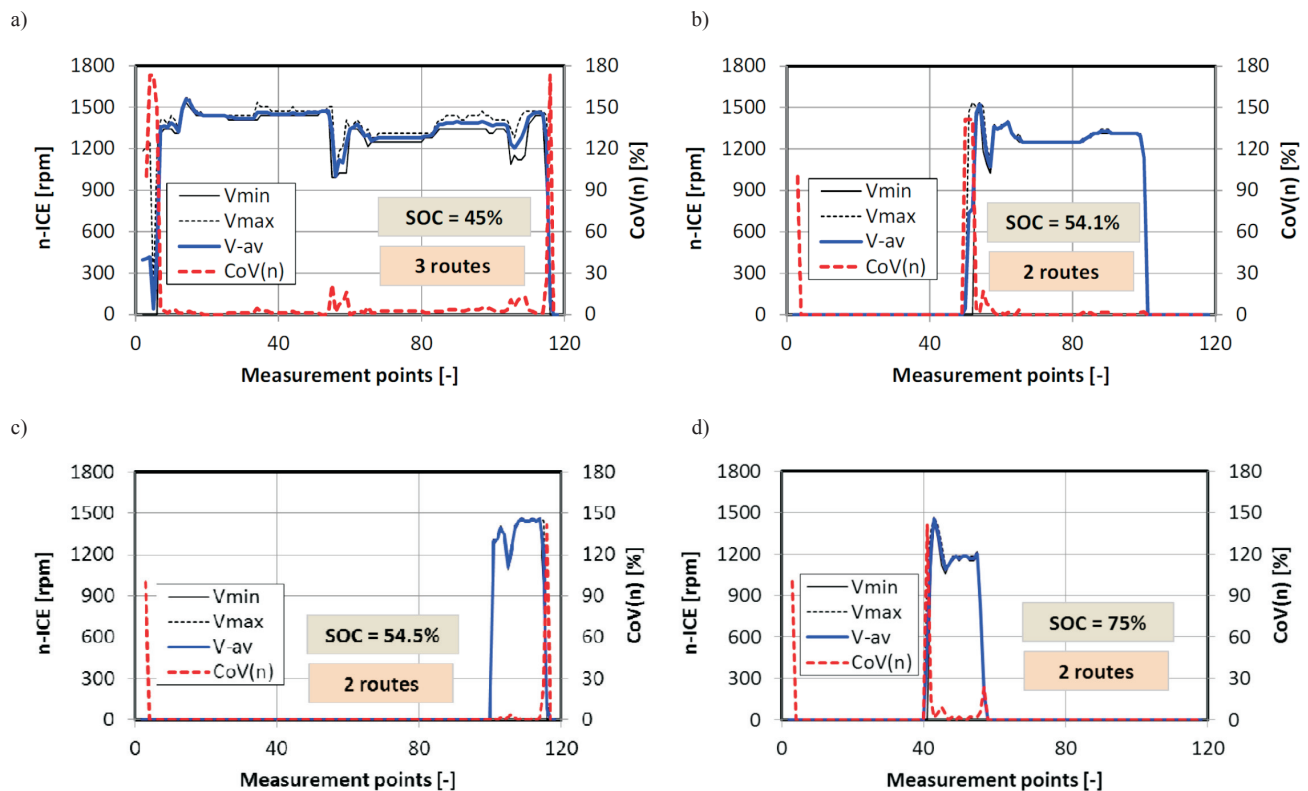 a)
1800 180
1500 150
1200 120
900 90
600 60
300 30
0 0
n-ICE [rpm]
CoV(n) [%]
Vmin
Vmax
V-av
CoV(n)
SOC = 45%
3 routes
0 40 80 120
Measurement points [-]
b)
1800 180
1500 150
1200 120
900 90
600 60
300 30
0 0
n-ICE [rpm]
CoV(n) [%]
Vmin
Vmax
V-av
CoV(n)
SOC = 54.1%
2 routes
0 40 80 120
Measurement points [-]
c)
1800 180
1500 150
1200 120
900 90
600 60
300 30
0 0
n-ICE [rpm]
CoV(n) [%]
Vmin
Vmax
V-av
CoV(n)
SOC = 54.5%
2 routes
0 40 80 120
Measurement points [-]
d)
1800 180
1500 150
1200 120
900 90
600 60
300 30
0 0
n-ICE [rpm]
CoV(n) [%]
Vmin
Vmax
V-av
CoV(n)
SOC = 75%
2 routes
0 40 80 120
Measurement points [-]